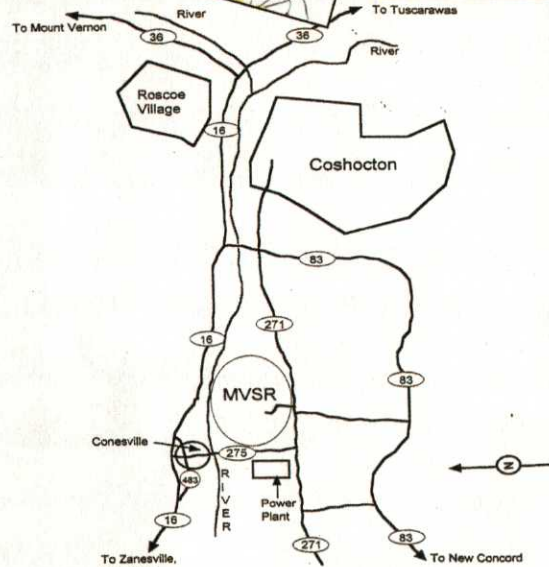 River
To Tuscarawas
To Mount Vernon
36
36
River
Roscoe
Village
16
Coshocton
83
271
16
83
MVSR
Conesville
275
483
RIVER
Power
Plant
N
16
271
83
To Zanesville,
To New Concord